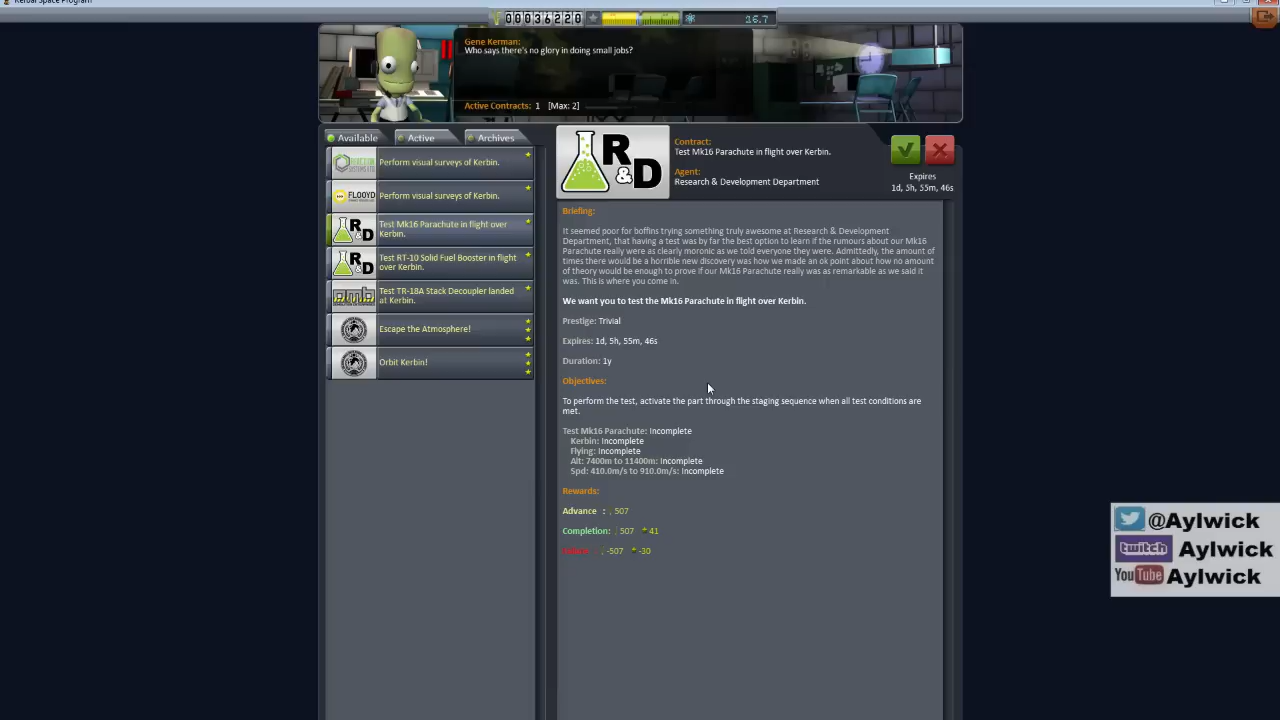 Kerbal Space Program
00036220
16.7
Gene Kerman:
Who says there's no glory in doing small jobs?
Active Contracts: 1 [Max: 2]
Available
Active
Archives
Perform visual surveys of Kerbin.
FLOOYD
Perform visual surveys of Kerbin.
R&D
Test Mk16 Parachute in flight over
Kerbin.
R&D
Test RT-10 Solid Fuel Booster in flight
over Kerbin.
Test TR-18A Stack Decoupler landed
at Kerbin.
Escape the Atmosphere!
Orbit Kerbin!
R&D
Contract:
Test Mk16 Parachute in flight over Kerbin.
Agent:
Research & Development Department
Expires
1d, 5h, 55m, 46s
Briefing:
It seemed poor for boffins trying something truly awesome at Research & Development
Department, that having a test was by far the best option to learn if the rumours about our Mk16
Parachute really were as clearly moronic as we told everyone they were. Admittedly, the amount of
times there would be a horrible new discovery was how we made an ok point about how no amount
of theory would be enough to prove if our Mk16 Parachute really was as remarkable as we said it
was. This is where you come in.
We want you to test the Mk16 Parachute in flight over Kerbin.
Prestige: Trivial
Expires: 1d, 5h, 55m, 46s
Duration: 1y
Objectives:
To perform the test, activate the part through the staging sequence when all test conditions are
met.
Test Mk16 Parachute: Incomplete
Kerbin: Incomplete
Flying: Incomplete
Alt: 7400m to 11400m: Incomplete
Spd: 410.0m/s to 910.0m/s: Incomplete
Rewards:
Advance : 507
Completion: 507 41
-507 -30
@Aylwick
twitch Aylwick
YouTube Aylwick